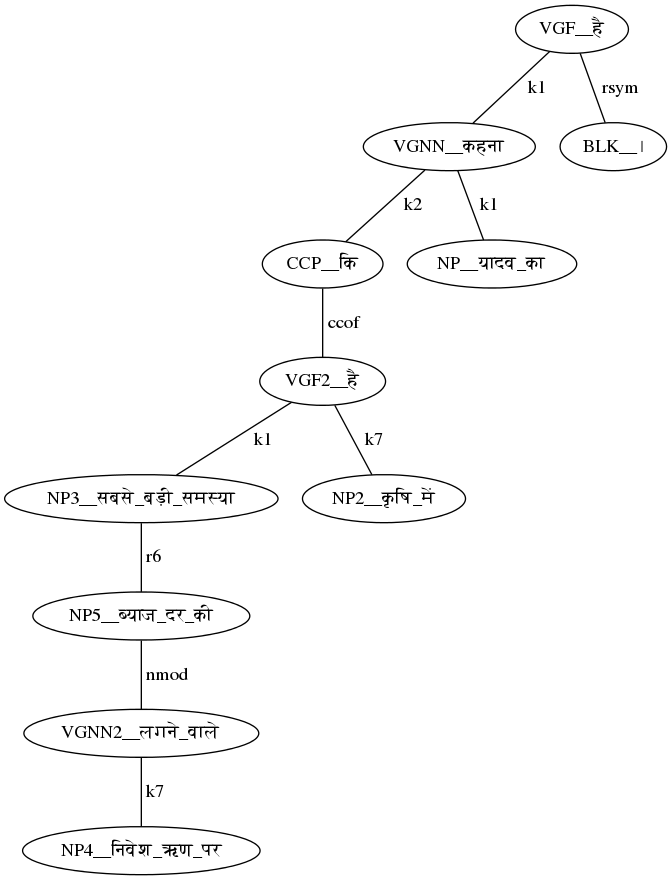 VGF__है
k1 rsym
VGNN__कहना BLK__।
k2 k1
CCP__कि NP__यादव_का
ccof
VGF2__है
k1 k7
NP3__सबसे_बड़ी_समस्या NP2__कृषि_में
r6
NP5__ब्याज_दर_की
nmod
VGNN2__लगने_वाले
k7
NP4__निवेश_ऋण_पर